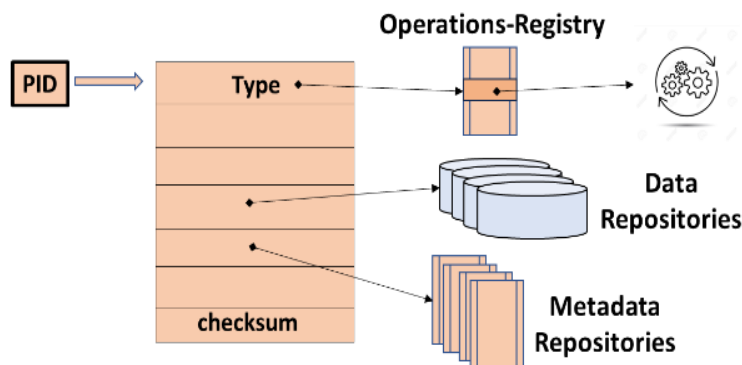 Operations-Registry
PID
Type
Data
Repositories
checksum
Metadata
Repositories